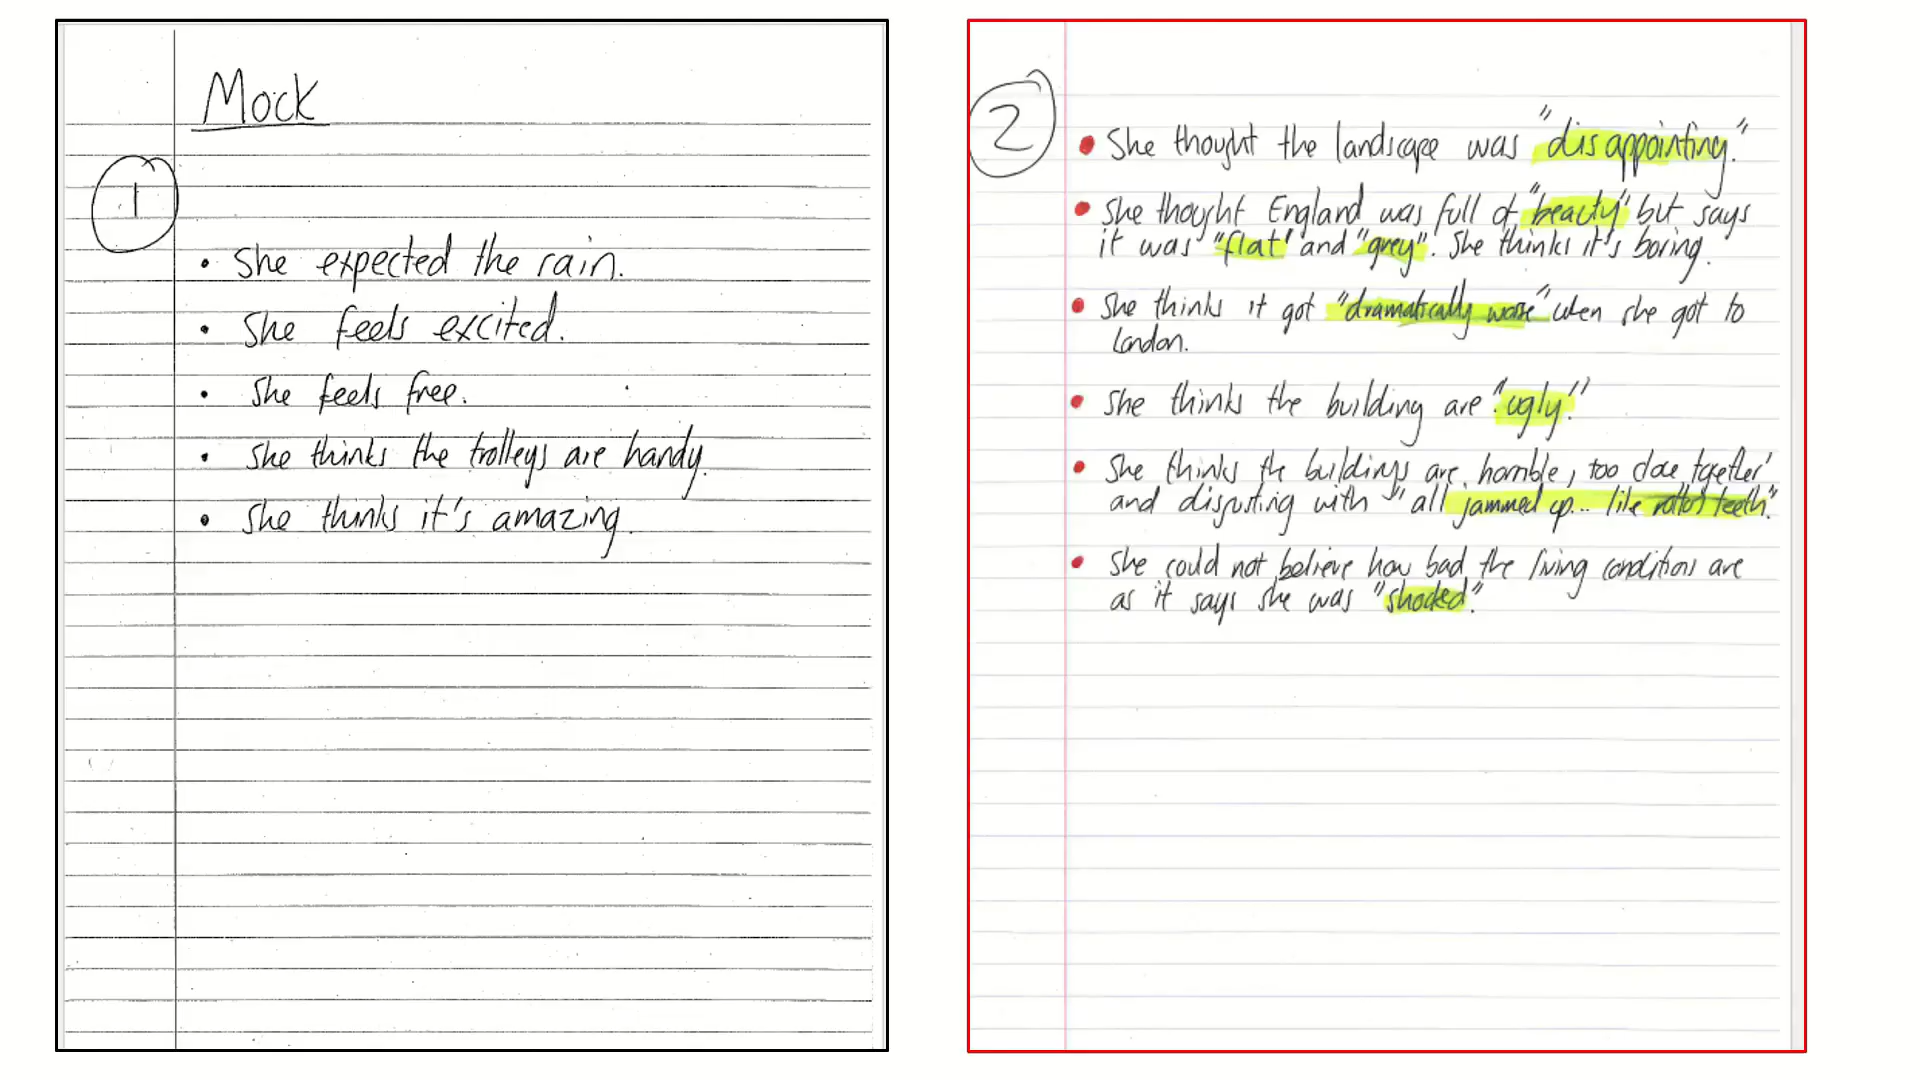 Mock
1
• She expected the rain.
• She feels excited.
• She feels free.
• She thinks the trolleys are handy.
• She thinks it's amazing.
2
• She thought the landscape was "disappointing."
• She thought England was full of "beauty" but says
it was "flat" and "grey". She thinks it's boring.
• She thinks it got "dramatically worse" when she got to
London.
• She thinks the building are "ugly."
• She thinks the buildings are horrible, too close together
and disgusting with "all jammed up... like rotten teeth."
• She could not believe how bad the living conditions are
as it says she was "shocked."